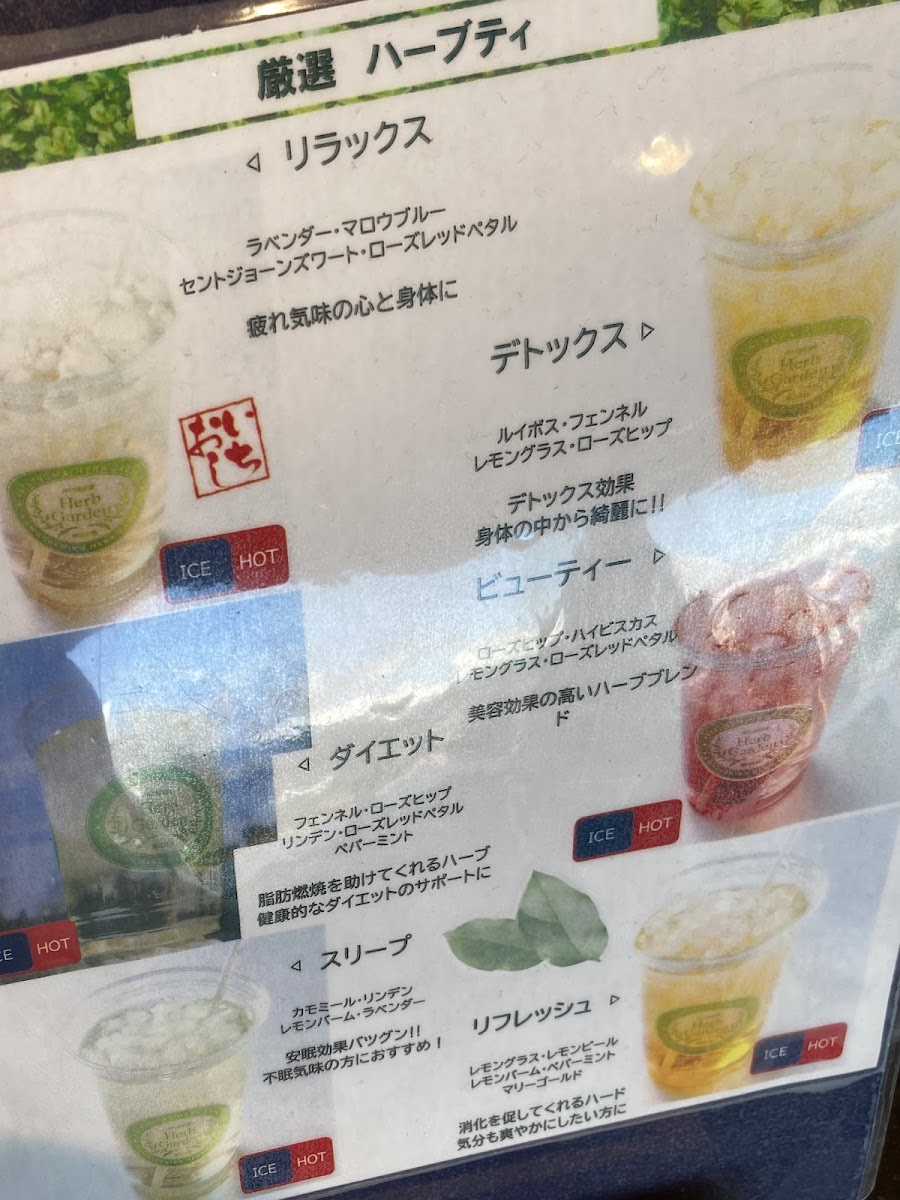 厳選 ハーブティ
◁ リラックス
ラベンダー・マロウブルー
セントジョーンズワート・ローズレッドペタル
疲れ気味の心と身体に
おいしいち
Herb
Garden
ICE HOT
デトックス ▷
ルイボス・フェンネル
レモングラス・ローズヒップ
デトックス効果
身体の中から綺麗に!!
Herb
Garden
ICE
ビューティー ▷
ローズヒップ・ハイビスカス
レモングラス・ローズレッドペタル
美容効果の高いハーブブレン
ド
Herb
Garden
ICE HOT
◁ ダイエット
フェンネル・ローズヒップ
リンデン・ローズレッドペタル
ペパーミント
脂肪燃焼を助けてくれるハーブ
健康的なダイエットのサポートに
CE HOT
◁ スリープ
カモミール・リンデン
レモンバーム・ラベンダー
安眠効果バツグン!!
不眠気味の方におすすめ！
Herb
Garden
ICE HOT
リフレッシュ ▷
レモングラス・レモンピール
レモンバーム・ペパーミント
マリーゴールド
消化を促してくれるハード
気分も爽やかにしたい方に
Herb
Garden
ICE HOT